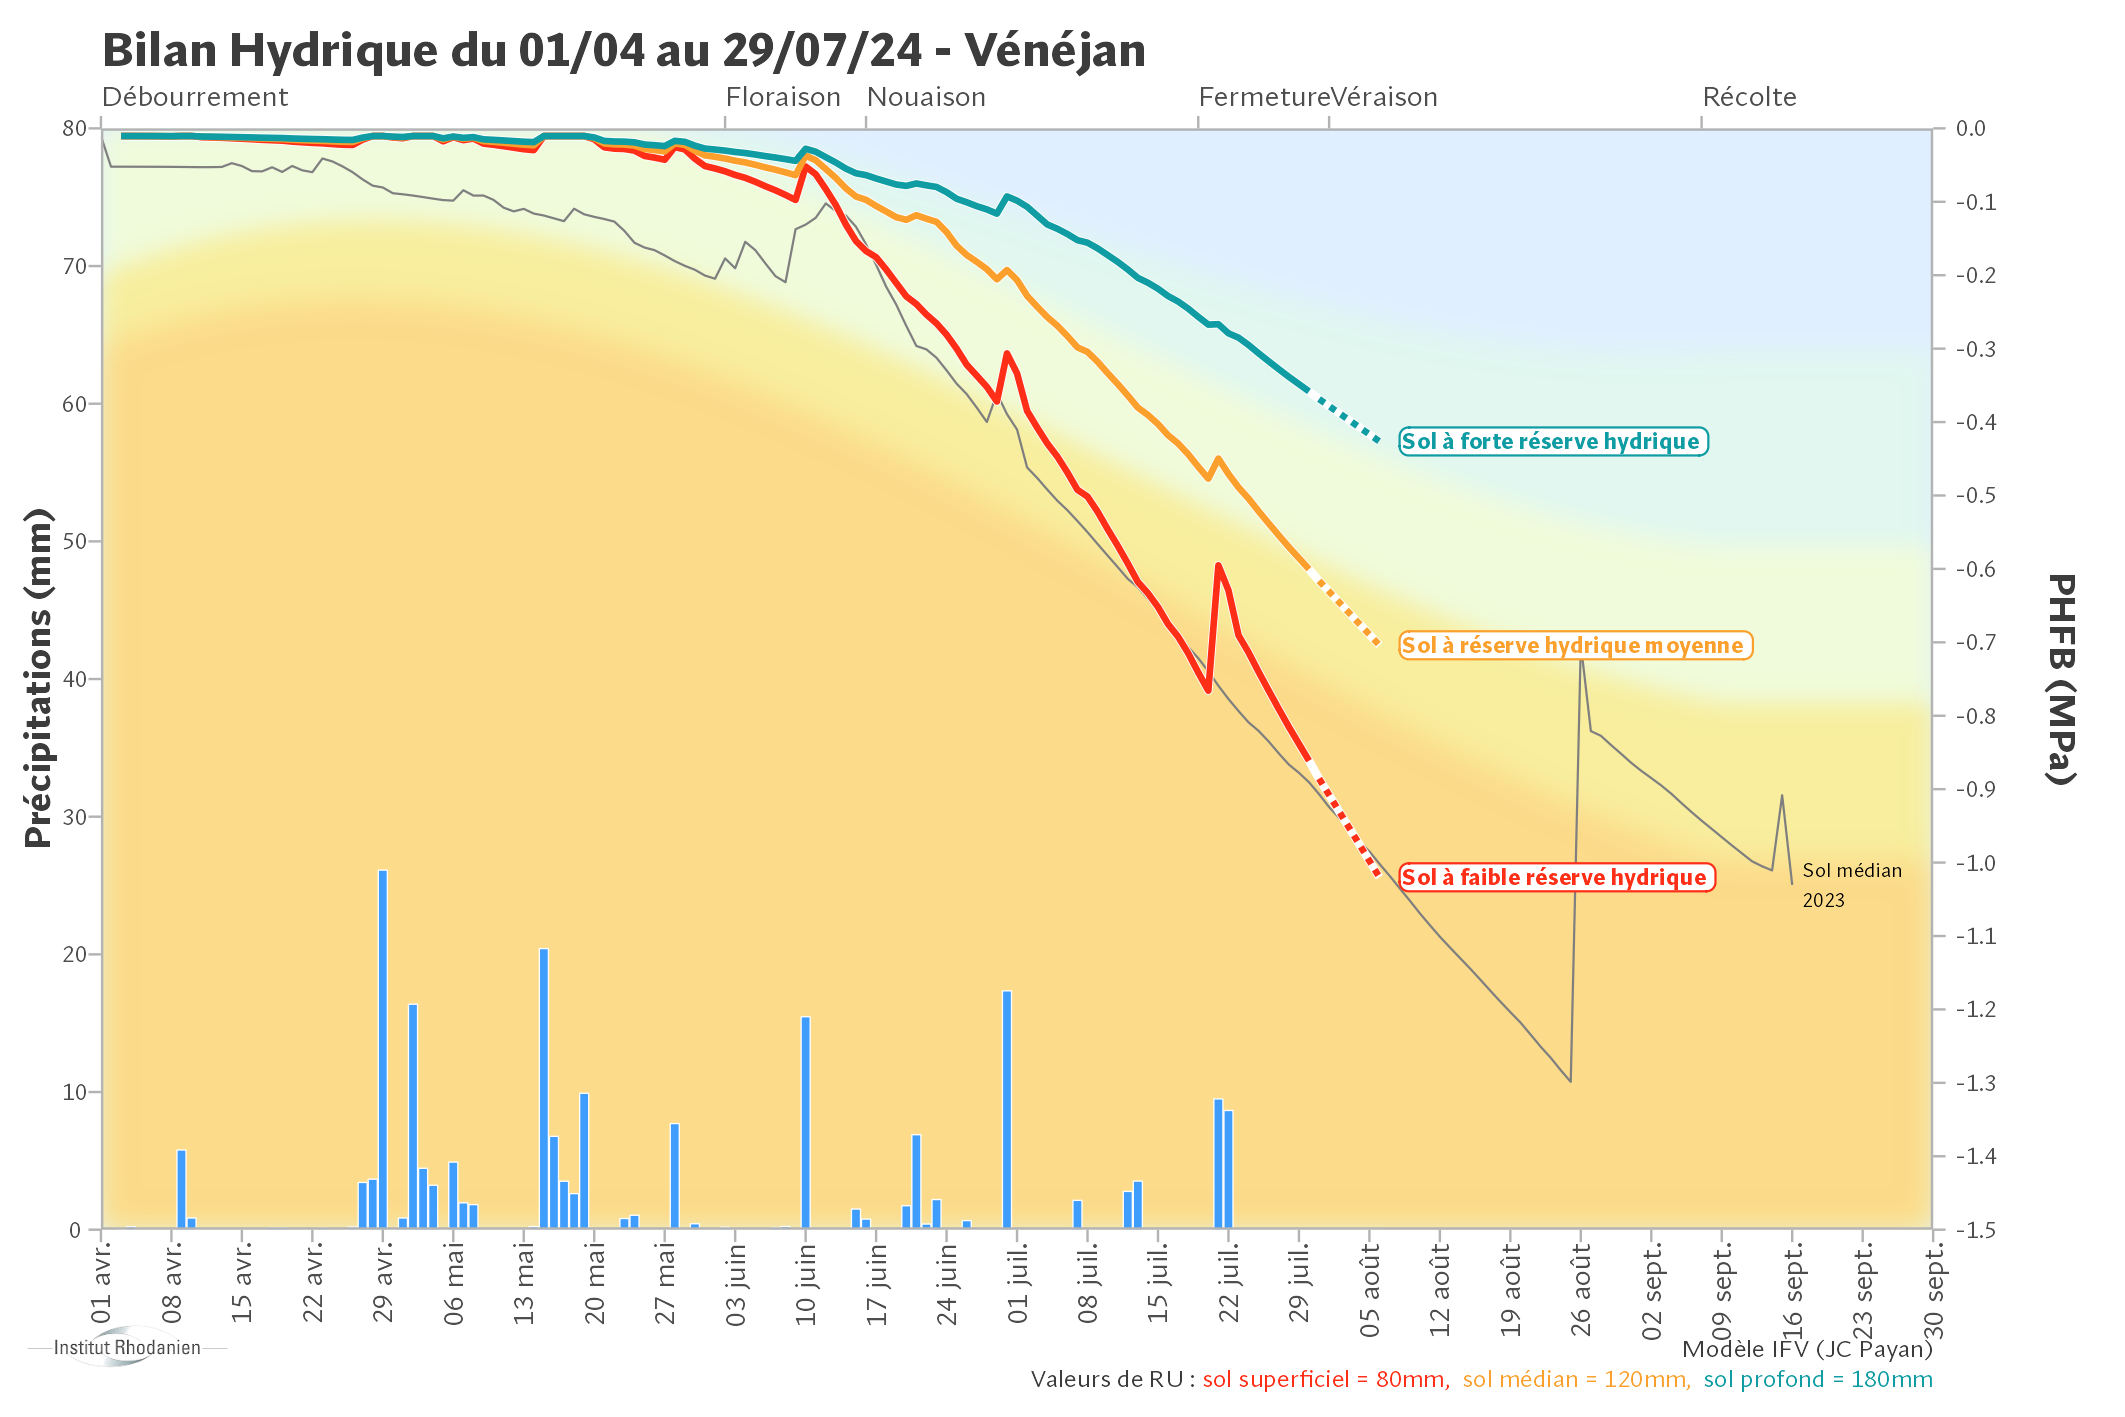 Bilan Hydrique du 01/04 au 29/07/24 - Vénéjan
Débourrement Floraison Nouaison Fermeture Véraison Récolte
80 0.0
-0.1
70 -0.2
-0.3
60 -0.4
Sol à forte réserve hydrique
-0.5
50 -0.6
Sol à réserve hydrique moyenne
-0.7
40 -0.8
-0.9
30 -1.0
Sol à faible réserve hydrique
Sol médian
2023
-1.1
20 -1.2
10 -1.3
-1.4
0 -1.5
Précipitations (mm)
PHFB (MPa)
01 avr. 08 avr. 15 avr. 22 avr. 29 avr. 06 mai 13 mai 20 mai 27 mai 03 juin 10 juin 17 juin 24 juin 01 juil. 08 juil. 15 juil. 22 juil. 29 juil. 05 août 12 août 19 août 26 août 02 sept. 09 sept. 16 sept. 23 sept. 30 sept.
Institut Rhodanien
Modèle IFV (JC Payan)
Valeurs de RU : sol superficiel = 80mm, sol médian = 120mm, sol profond = 180mm